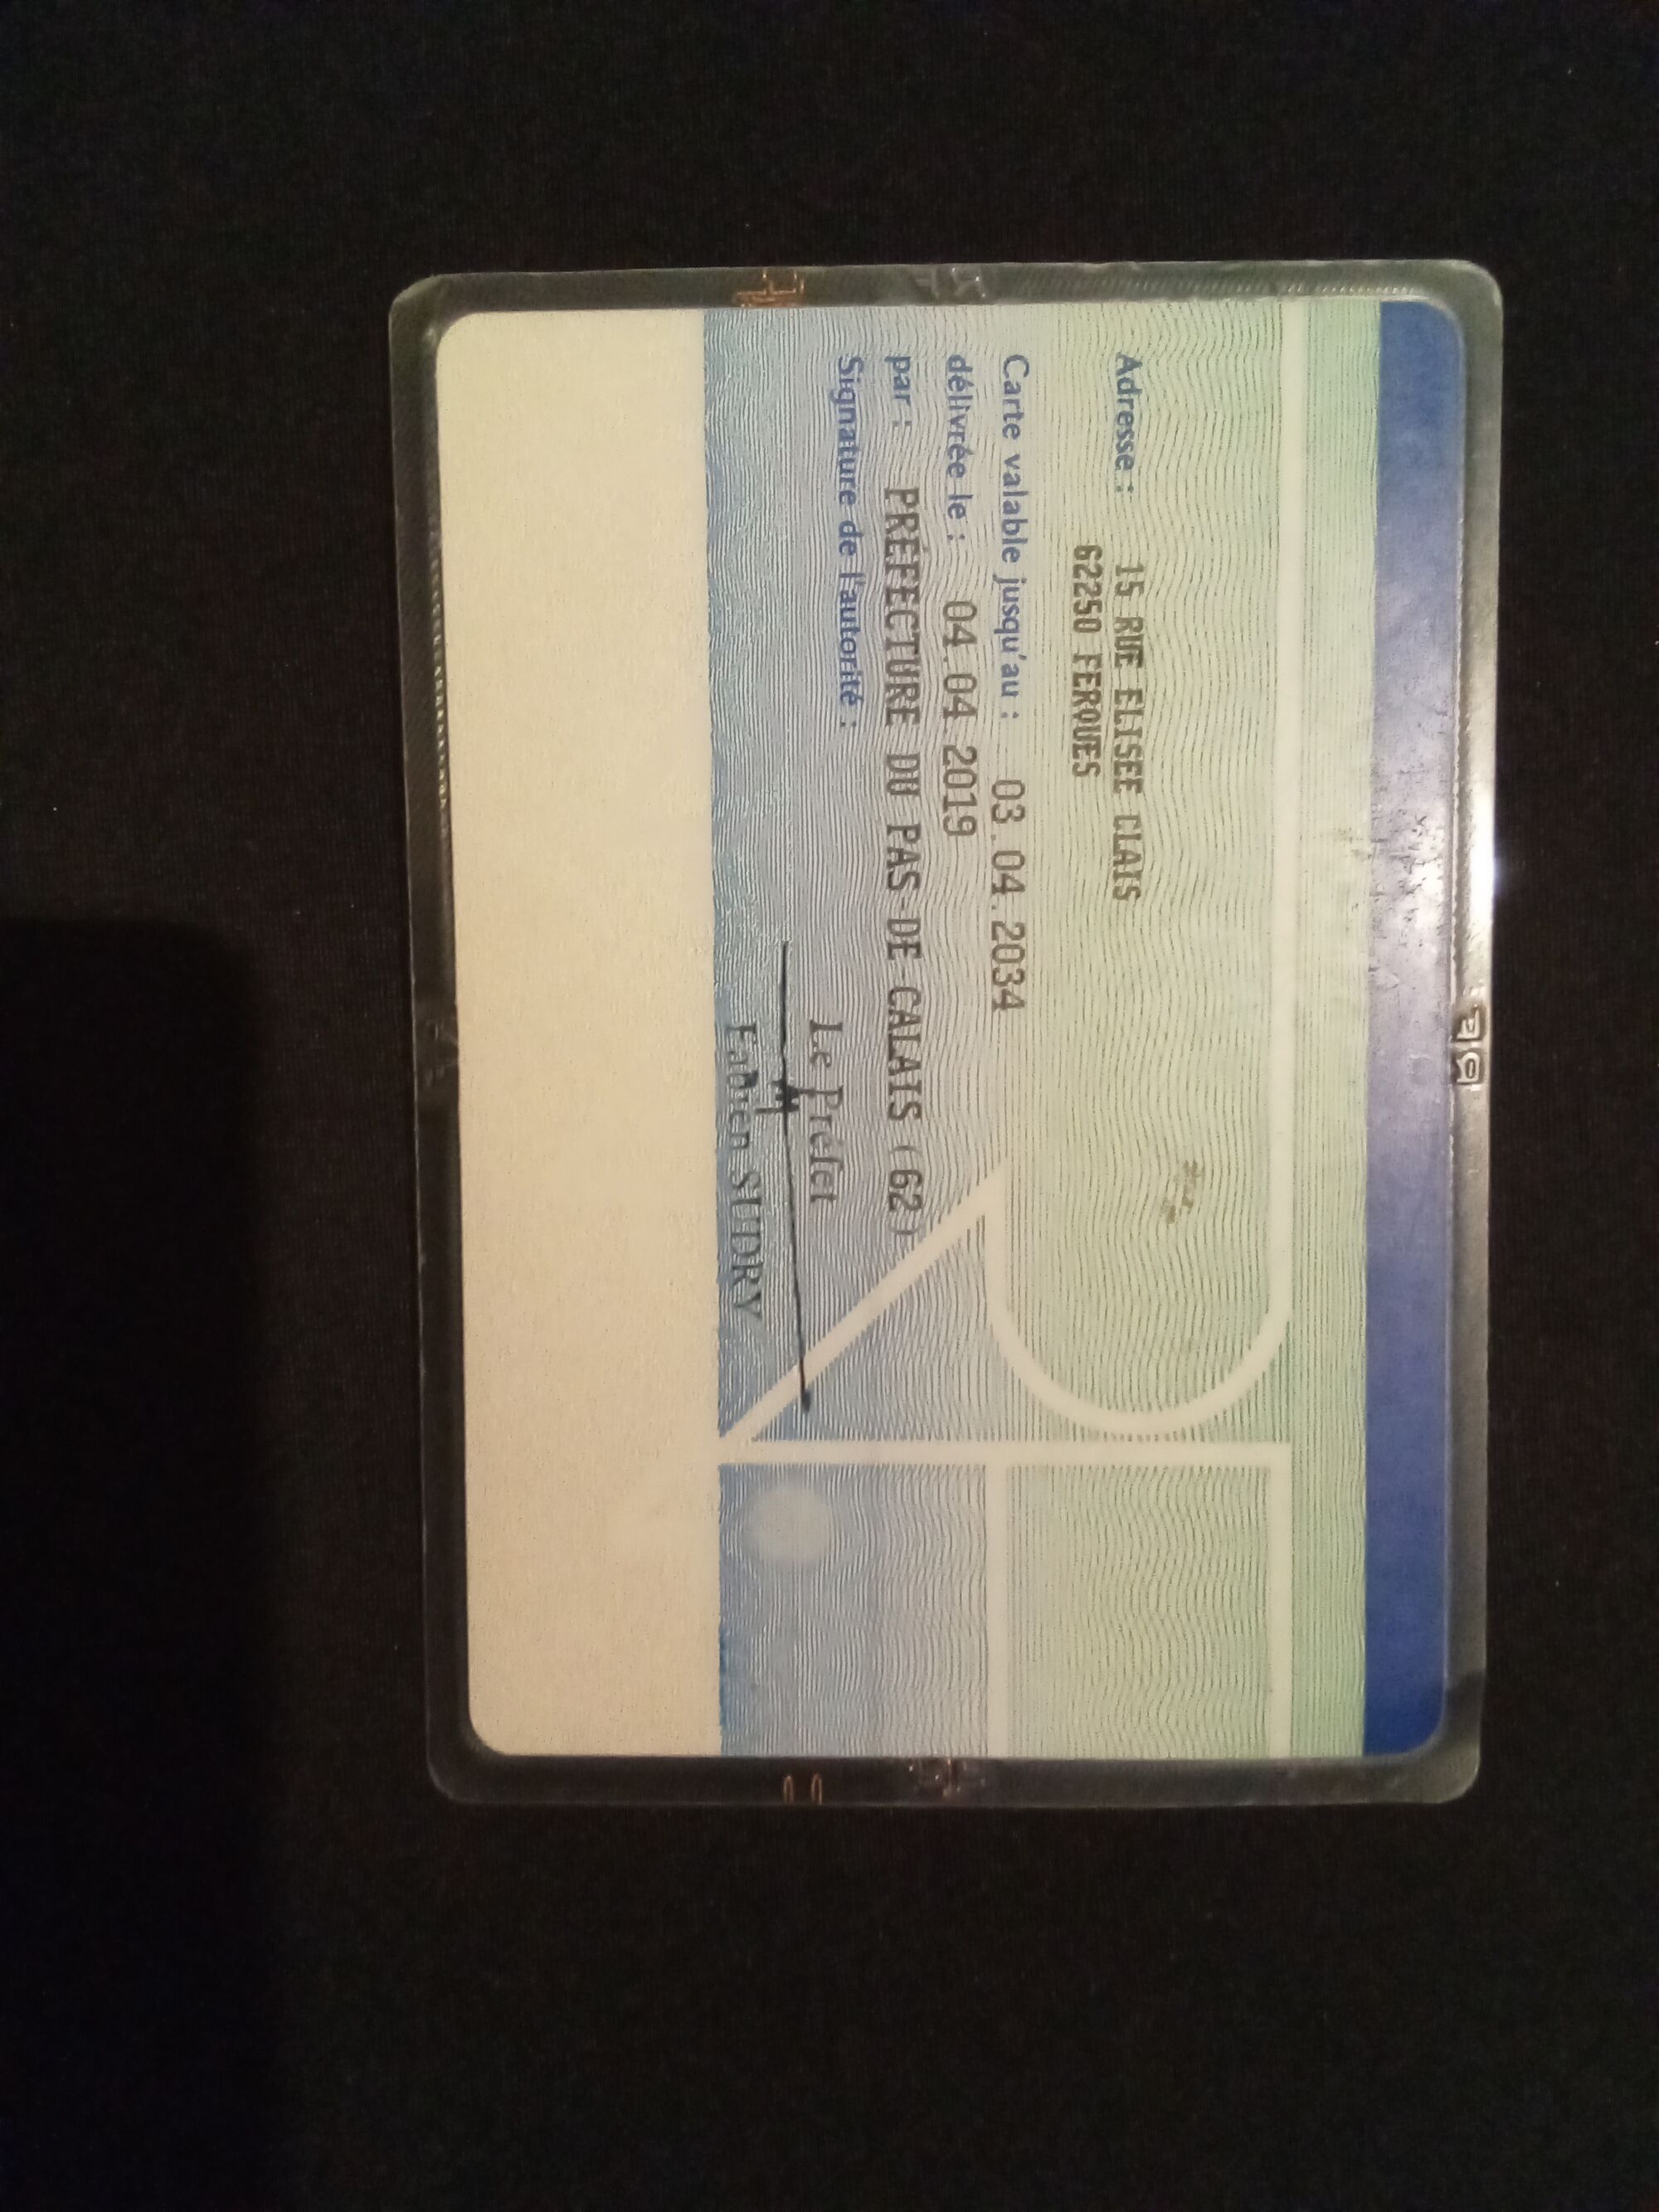 Adresse : 15 RUE ELISEE CLAIS
62250 FERQUES
Carte valable jusqu'au : 03.04.2034
délivrée le : 04.04.2019
par : PRÉFECTURE DU PAS-DE-CALAIS (62)
Signature de l'autorité :
Le Préfet
Fabien SUDRY